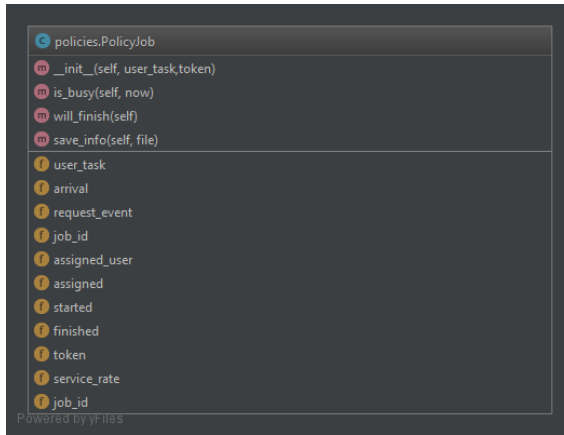 C policies.PolicyJob
m __init__(self, user_task,token)
m is_busy(self, now)
m will_finish(self)
m save_info(self, file)
f user_task
f arrival
f request_event
f job_id
f assigned_user
f assigned
f started
f finished
f token
f service_rate
f job_id
Powered by yFiles